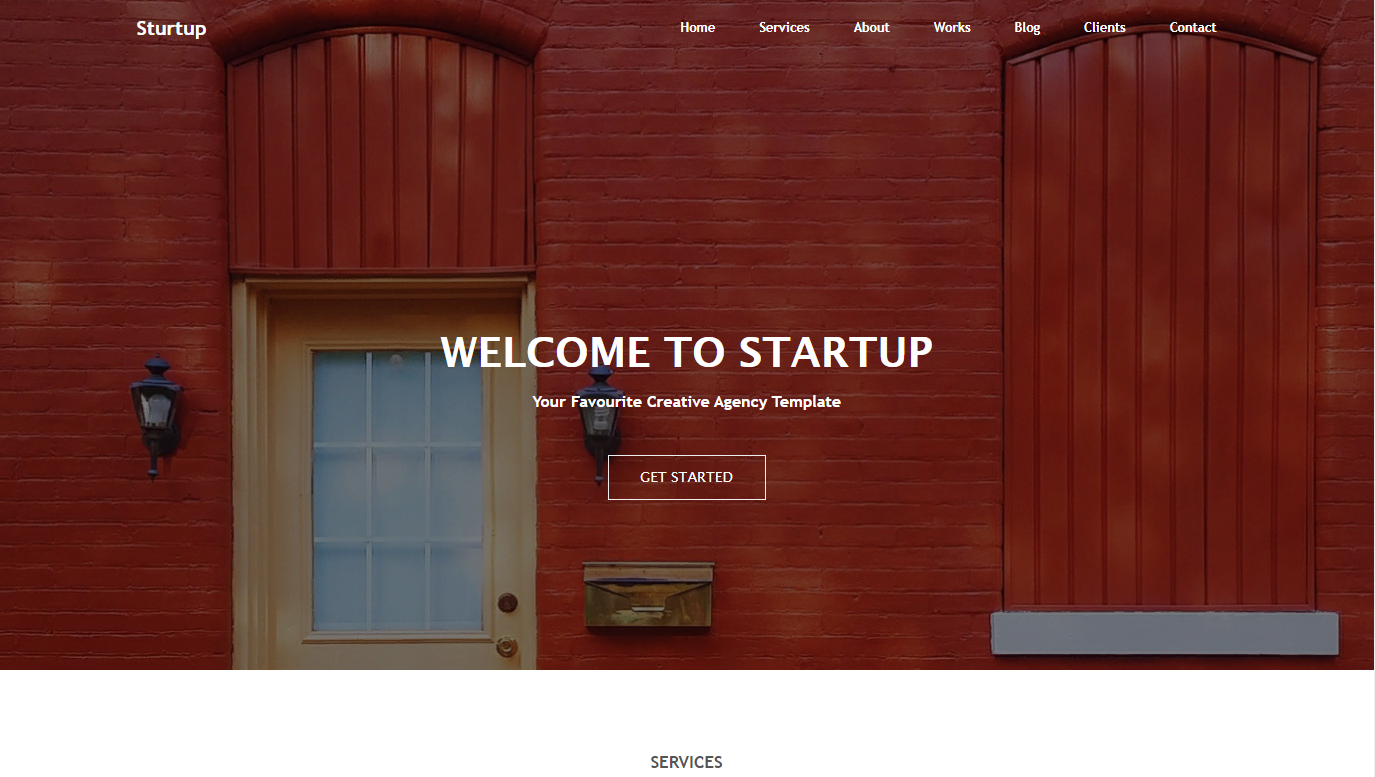 Sturtup
Home Services About Works Blog Clients Contact
WELCOME TO STARTUP
Your Favourite Creative Agency Template
GET STARTED
SERVICES